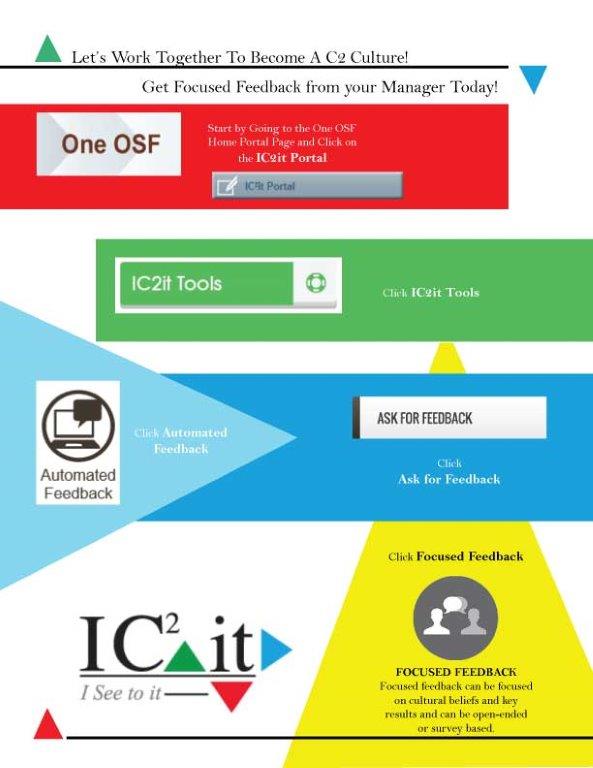 Let's Work Together To Become A C2 Culture!
Get Focused Feedback from your Manager Today!
One OSF
Start by Going to the One OSF
Home Portal Page and Click on
the IC2it Portal
IC²it Portal
IC2it Tools
Click IC2it Tools
Automated
Feedback
Click Automated
Feedback
ASK FOR FEEDBACK
Click
Ask for Feedback
Click Focused Feedback
FOCUSED FEEDBACK
Focused feedback can be focused
on cultural beliefs and key
results and can be open-ended
or survey based.
IC² it
I See to it